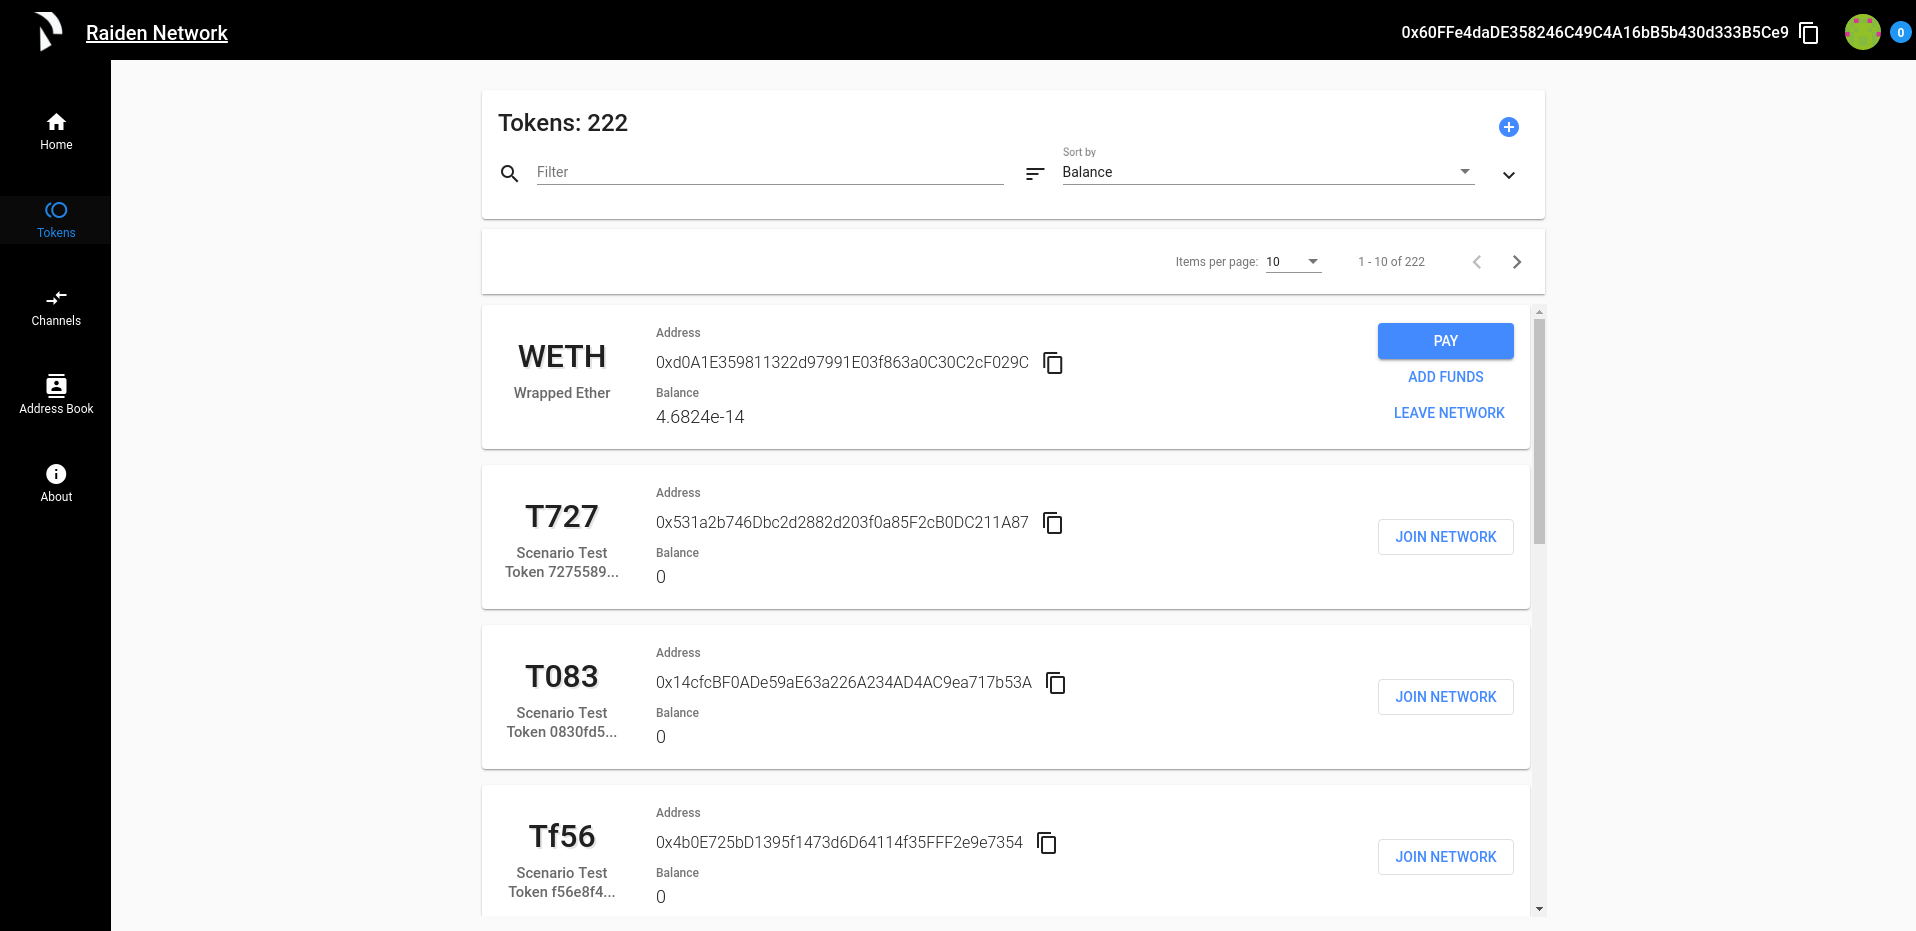 Raiden Network
0x60FFe4daDE358246C49C4A16bB5b430d333B5Ce9
0
Home
Tokens
Channels
Address Book
About
Tokens: 222
Filter
Sort by
Balance
Items per page: 10
1 - 10 of 222
WETH
Wrapped Ether
Address
0xd0A1E359811322d97991E03f863a0C30C2cF029C
Balance
4.6824e-14
PAY
ADD FUNDS
LEAVE NETWORK
T727
Scenario Test
Token 7275589...
Address
0x531a2b746Dbc2d2882d203f0a85F2cB0DC211A87
Balance
0
JOIN NETWORK
T083
Scenario Test
Token 0830fd5...
Address
0x14cfcBF0ADe59aE63a226A234AD4AC9ea717b53A
Balance
0
JOIN NETWORK
Tf56
Scenario Test
Token f56e8f4...
Address
0x4b0E725bD1395f1473d6D64114f35FFF2e9e7354
Balance
0
JOIN NETWORK